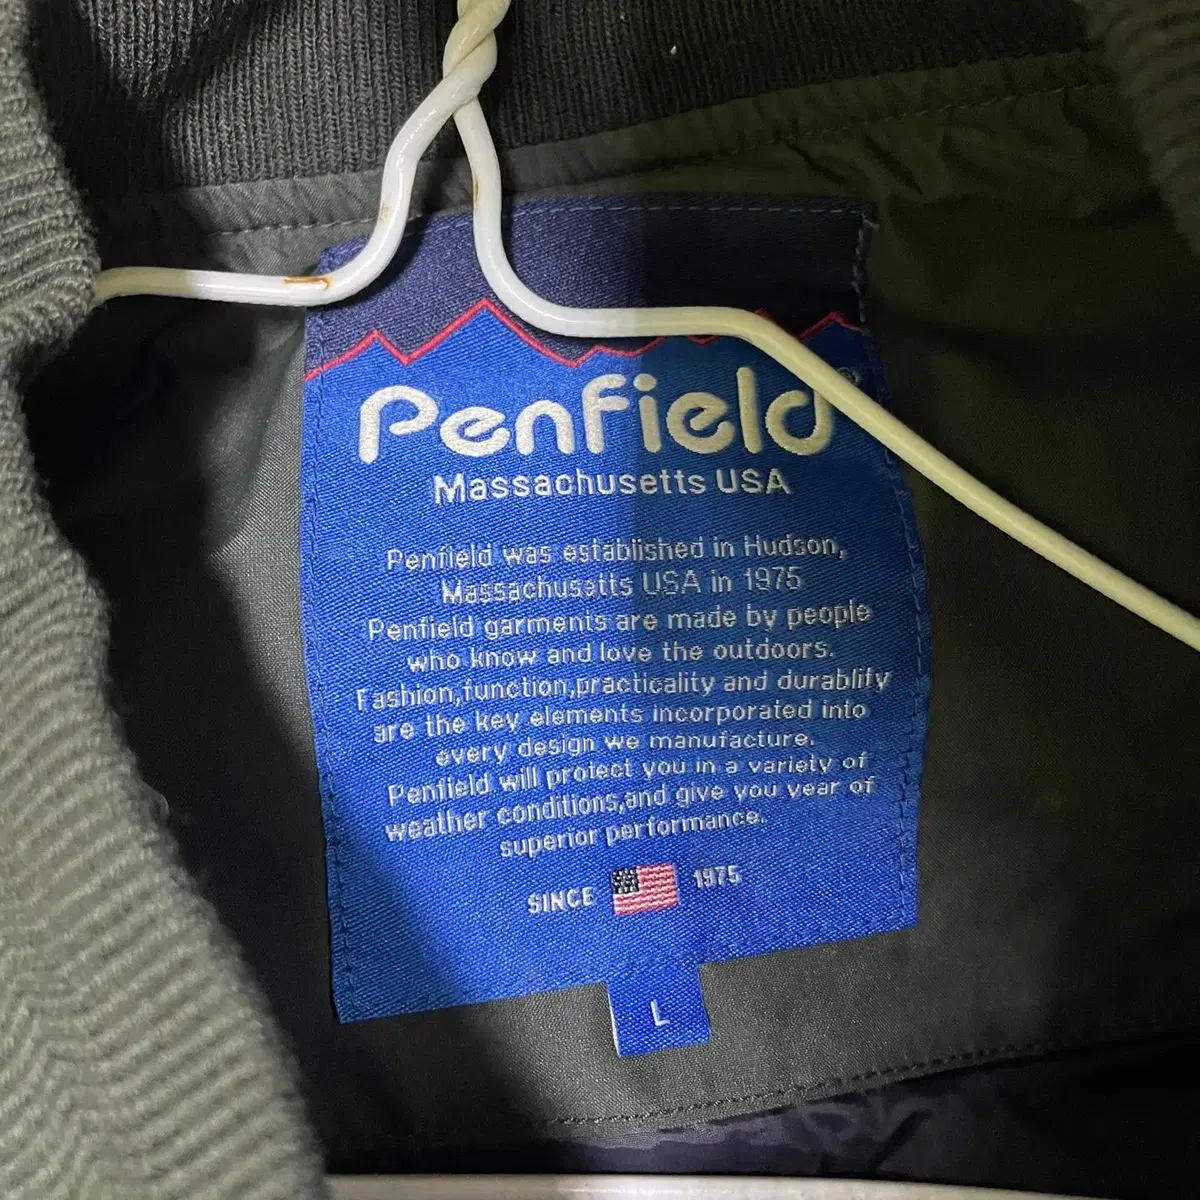 Penfield®
Massachusetts USA
Penfield was established in Hudson,
Massachusetts USA in 1975
Penfield garments are made by people
who know and love the outdoors.
Fashion,function,practicality and durablity
are the key elements incorporated into
every design we manufacture.
Penfield will protect you in a variety of
weather conditions,and give you year of
superior performance.
SINCE 1975
L